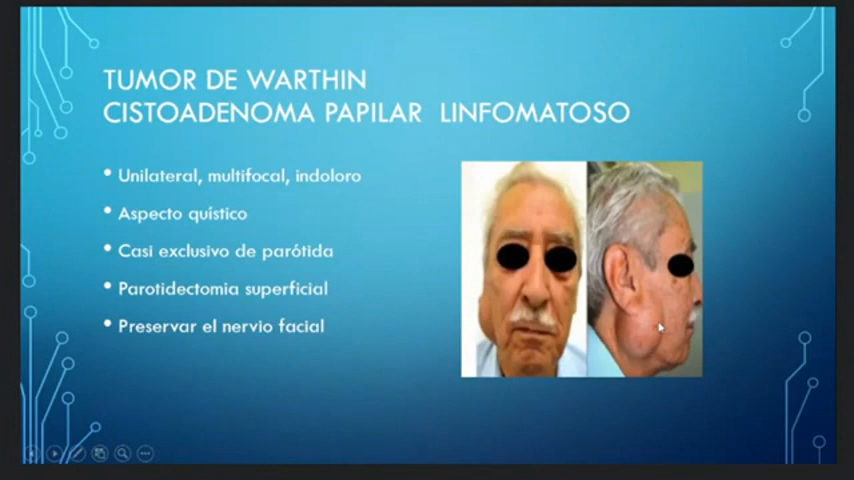 TUMOR DE WARTHIN
CISTOADENOMA PAPILAR LINFOMATOSO
• Unilateral, multifocal, indoloro
• Aspecto quístico
• Casi exclusivo de parótida
• Parotidectomia superficial
• Preservar el nervio facial